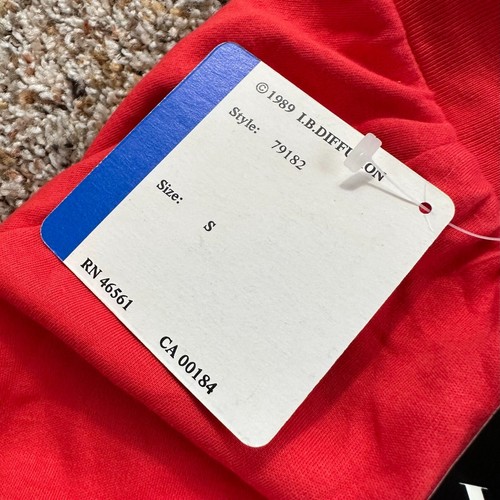 ©1989 I.B.DIFFUSION
Style: 79182
Size: S
RN 46561
CA 00184